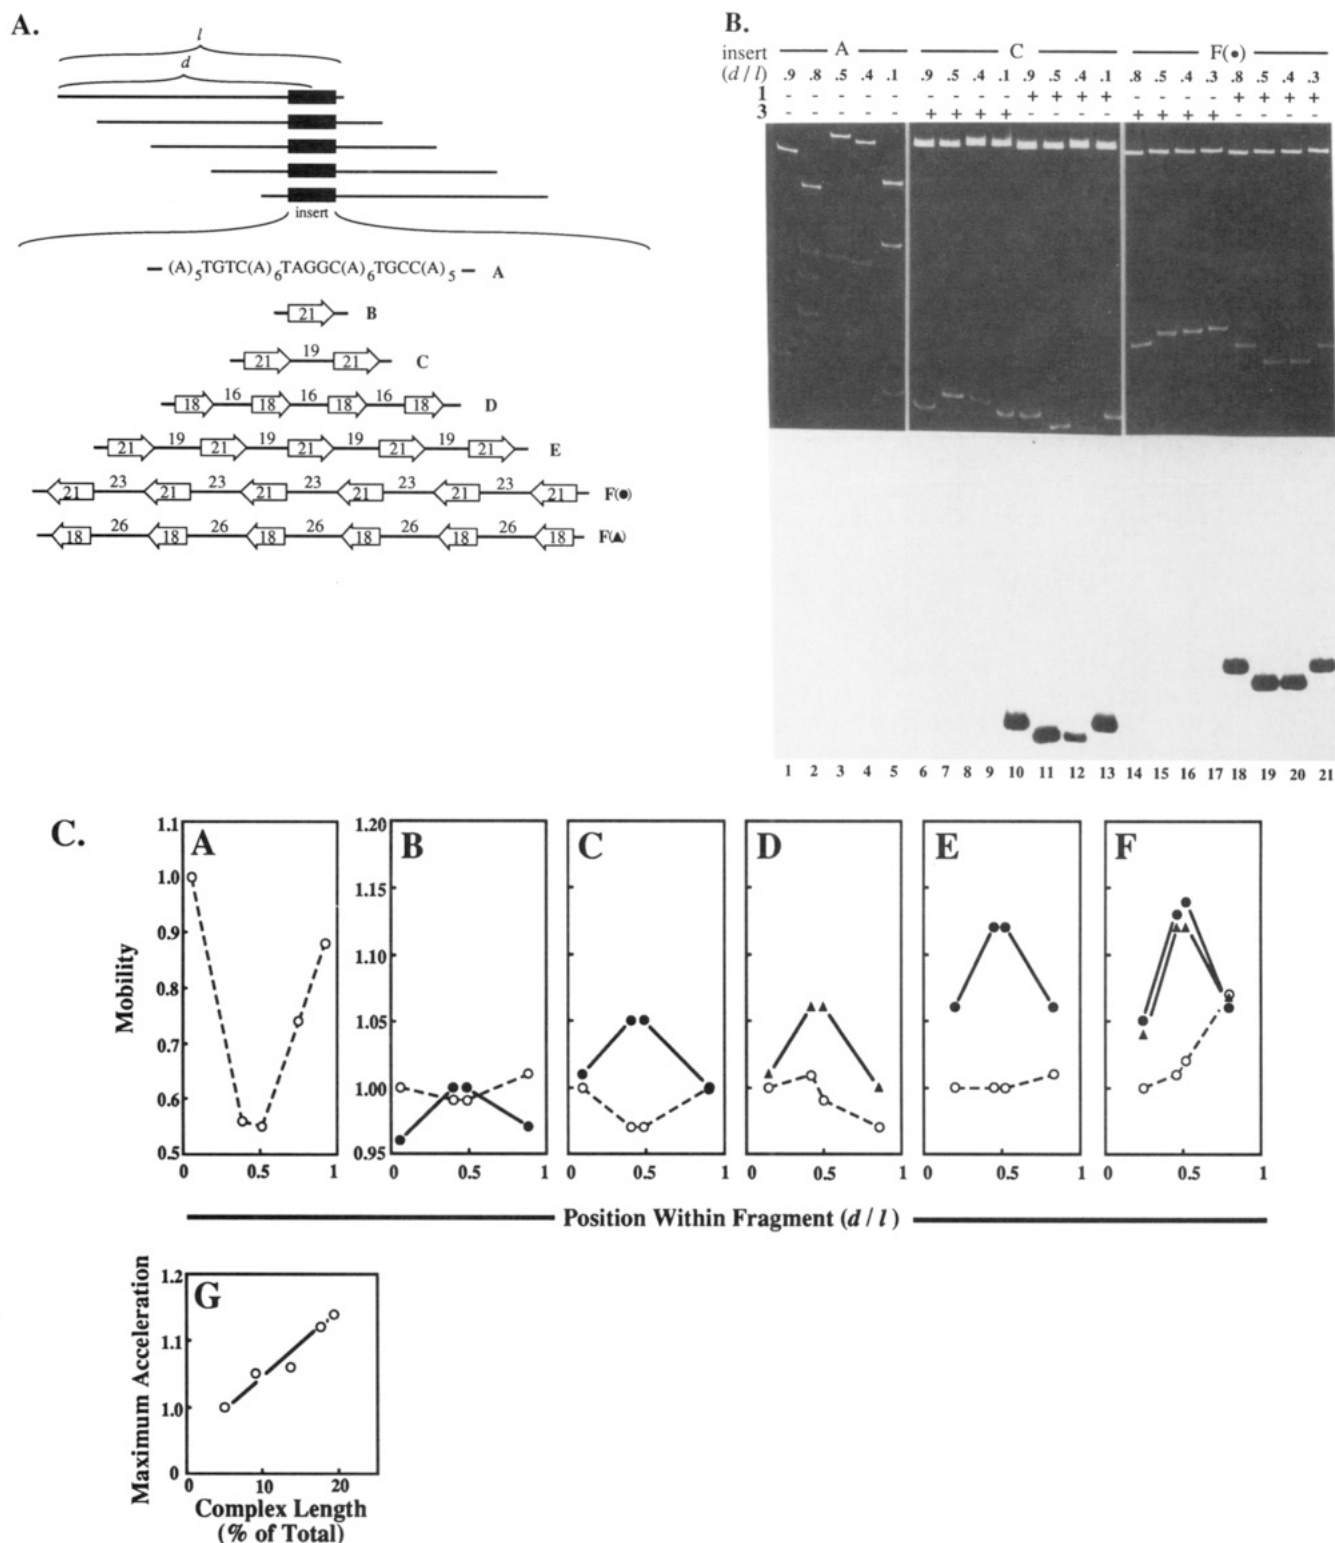 A.
l
d
insert
— (A)5TGTC(A)6TAGGC(A)6TGCC(A)5 — A
21 B
21 19 21 C
18 16 18 16 18 16 18 D
21 19 21 19 21 19 21 19 21 E
21 23 21 23 21 23 21 23 21 23 21 F(●)
18 26 18 26 18 26 18 26 18 26 18 F(▲)
B.
insert A C F(●)
(d / l) .9 .8 .5 .4 .1 .9 .5 .4 .1 .9 .5 .4 .1 .8 .5 .4 .3 .8 .5 .4 .3
1 - - - - - - - - - + + + + - - - - + + + +
3 - - - - - + + + + - - - - + + + + - - - -
1 2 3 4 5 6 7 8 9 10 11 12 13 14 15 16 17 18 19 20 21
C.
Mobility
A
1.1
1.0
0.9
0.8
0.7
0.6
0.5
0 0.5 1
B
1.20
1.15
1.10
1.05
1.00
0.95
0 0.5 1
C
0 0.5 1
D
0 0.5 1
E
0 0.5 1
F
0 0.5 1
Position Within Fragment (d / l)
G
Maximum Acceleration
1.2
1.1
1.0
0
0 10 20
Complex Length
(% of Total)